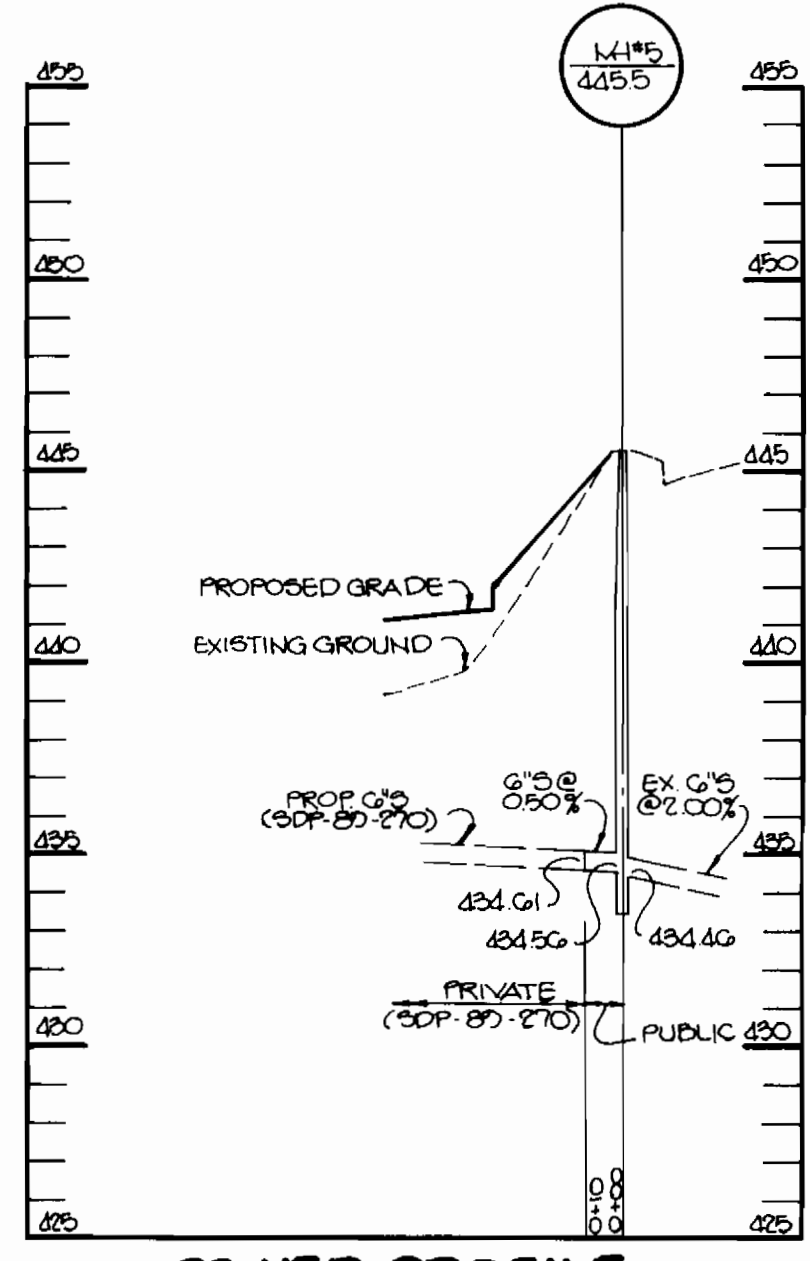 MH#5
445.5
455
455
450
450
445
445
PROPOSED GRADE
EXISTING GROUND
440
440
PROP. 6"S
(SDP-89-270)
6"S @
0.50%
EX. 6"S
@2.00%
435
435
434.61
434.56
434.46
PRIVATE
(SDP-89-270)
PUBLIC
430
430
0+10
0+00
425
425